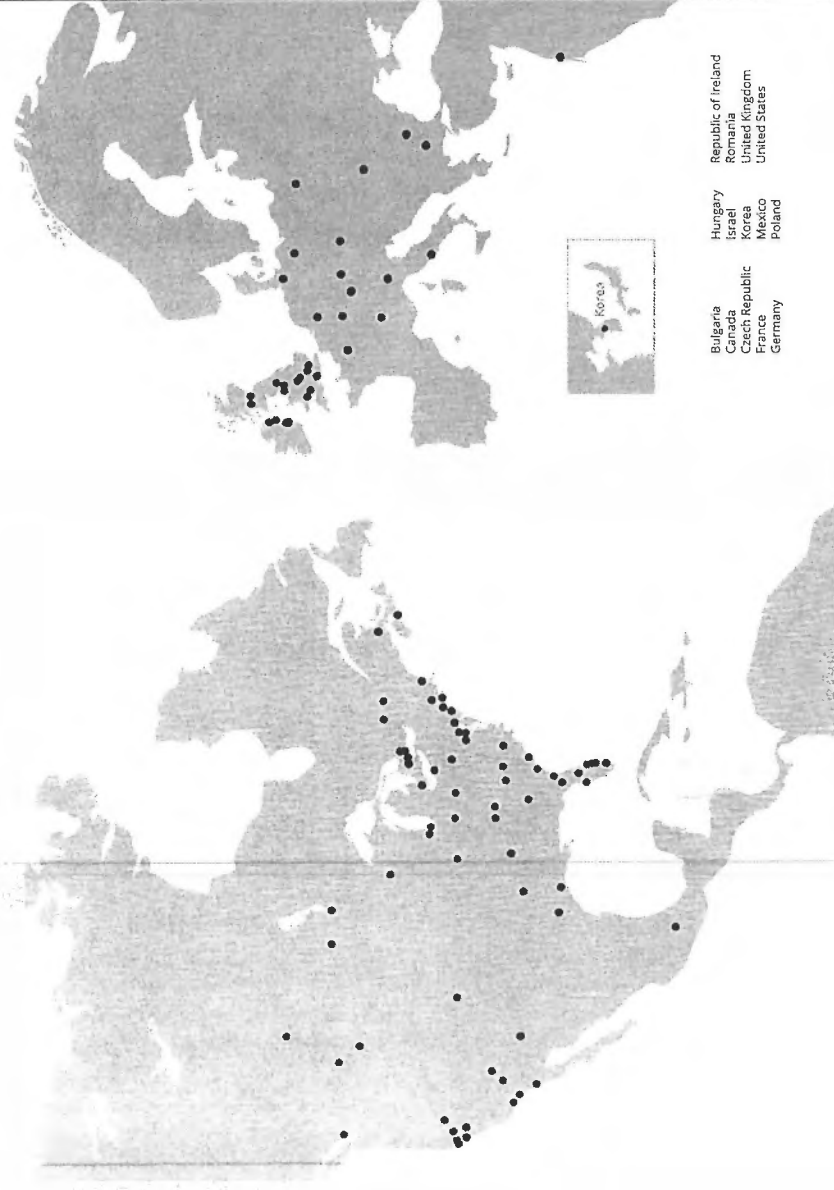 Korea
Bulgaria
Canada
Czech Republic
France
Germany
Hungary
Israel
Korea
Mexico
Poland
Republic of Ireland
Romania
United Kingdom
United States